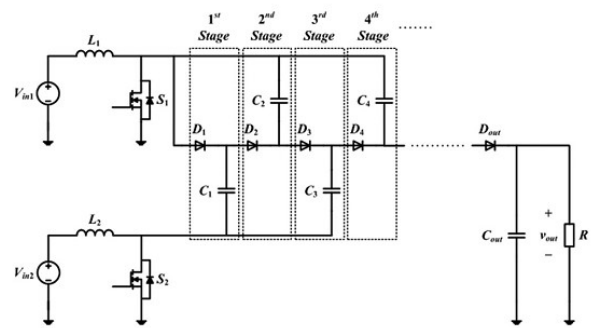 1st Stage
2nd Stage
3rd Stage
4th Stage
........
L1
Vin1
S1
C2
C4
D1
D2
D3
D4
........
Dout
C1
C3
L2
Vin2
S2
Cout
+
vout
−
R